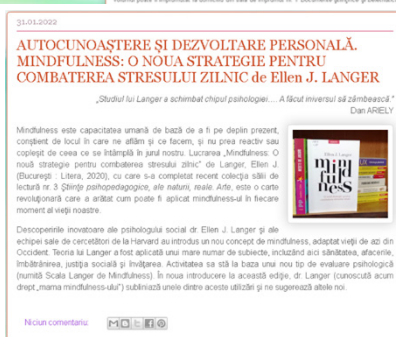 31.01.2022
AUTOCUNOAȘTERE ȘI DEZVOLTARE PERSONALĂ.
MINDFULNESS: O NOUA STRATEGIE PENTRU
COMBATEREA STRESULUI ZILNIC de Ellen J. LANGER
„Studiul lui Langer a schimbat chipul psihologiei.... A făcut universul să zâmbească.”
Dan ARIELY
Mindfulness este capacitatea umană de bază de a fi pe deplin prezent,
conștient de locul în care ne aflăm și ce facem, și nu prea reactiv sau
copleșit de ceea ce se întâmplă în jurul nostru. Lucrarea „Mindfulness: O
nouă strategie pentru combaterea stresului zilnic” de Langer, Ellen J.
(București : Litera, 2020), cu care s-a completat recent colecția sălii de
lectură nr. 3 Științe psihopedagogice, ale naturii, reale. Arte, este o carte
revoluționară care a arătat cum poate fi aplicat mindfulness-ul în fiecare
moment al vieții noastre.
Descoperirile inovatoare ale psihologului social dr. Ellen J. Langer și ale
echipei sale de cercetători de la Harvard au introdus un nou concept de mindfulness, adaptat vieții de azi din
Occident. Teoria lui Langer a fost aplicată unui mare număr de subiecte, incluzând aici sănătatea, afacerile,
îmbătrânirea, justiția socială și învățarea. Activitatea sa stă la baza unui nou tip de evaluare psihologică
(numită Scala Langer de Mindfulness). În noua introducere la această ediție, dr. Langer (cunoscută acum
drept „mama mindfulness-ului”) subliniază unele dintre aceste utilizări și ne sugerează altele noi.
Ellen J. Langer
mindfulness
Niciun comentariu: